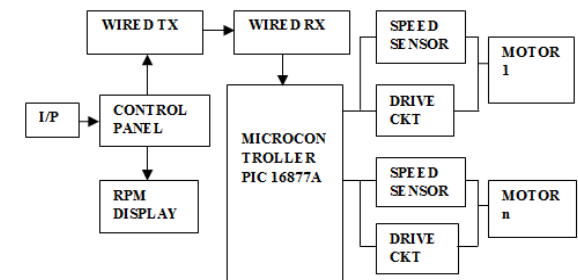 WIRED TX
WIRED RX
SPEED
SENSOR
MOTOR
1
I/P
CONTROL
PANEL
DRIVE
CKT
MICROCON
TROLLER
PIC 16877A
RPM
DISPLAY
SPEED
SENSOR
MOTOR
n
DRIVE
CKT